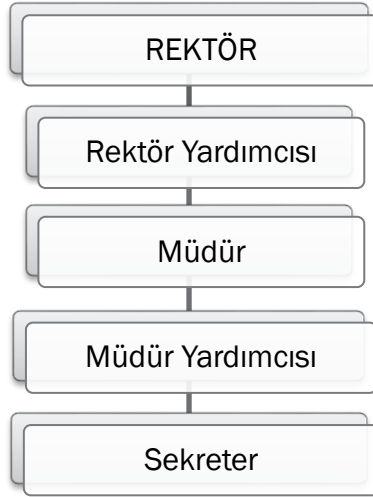 REKTÖR
Rektör Yardımcısı
Müdür
Müdür Yardımcısı
Sekreter